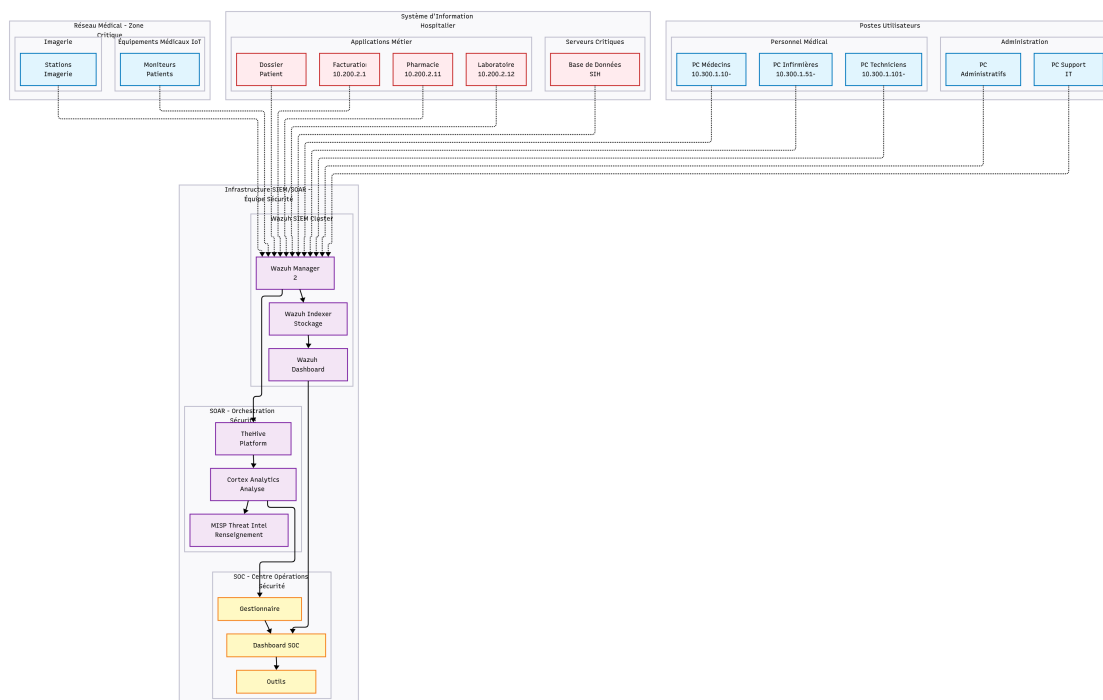 Réseau Médical - Zone
Critique
Imagerie
Équipements Médicaux IoT
Stations
Imagerie
Moniteurs
Patients
Système d'Information
Hospitalier
Applications Métier
Serveurs Critiques
Dossier
Patient
10.200.2.1
Pharmacie
10.200.2.11
Laboratoire
10.200.2.12
Base de Données
SIH
Postes Utilisateurs
Personnel Médical
Administration
PC Médecins
10.300.1.10-
PC Infirmières
10.300.1.51-
PC Techniciens
10.300.1.101-
PC
Administratifs
PC Support
IT
Infrastructure SIEM/SOAR -
Équipe Sécurité
Wazuh SIEM Cluster
Wazuh Manager
2
Wazuh Indexer
Stockage
Wazuh
Dashboard
SOAR - Orchestration
Sécurité
TheHive
Platform
Cortex Analytics
Analyse
MISP Threat Intel
Renseignement
SOC - Centre Opérations
Sécurité
Gestionnaire
Dashboard SOC
Outils